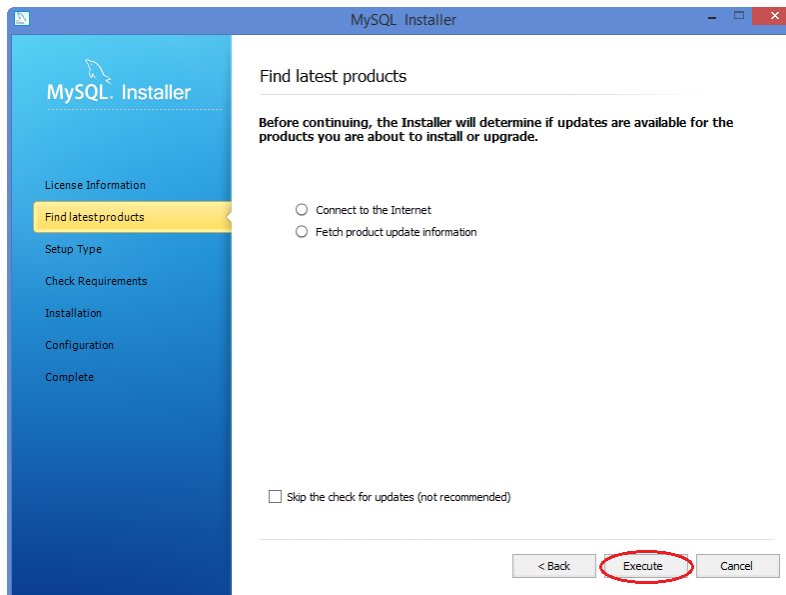 MySQL Installer
MySQL. Installer
Find latest products
Before continuing, the Installer will determine if updates are available for the
products you are about to install or upgrade.
License Information
Find latest products
Setup Type
Check Requirements
Installation
Configuration
Complete
Connect to the Internet
Fetch product update information
Skip the check for updates (not recommended)
< Back
Execute
Cancel